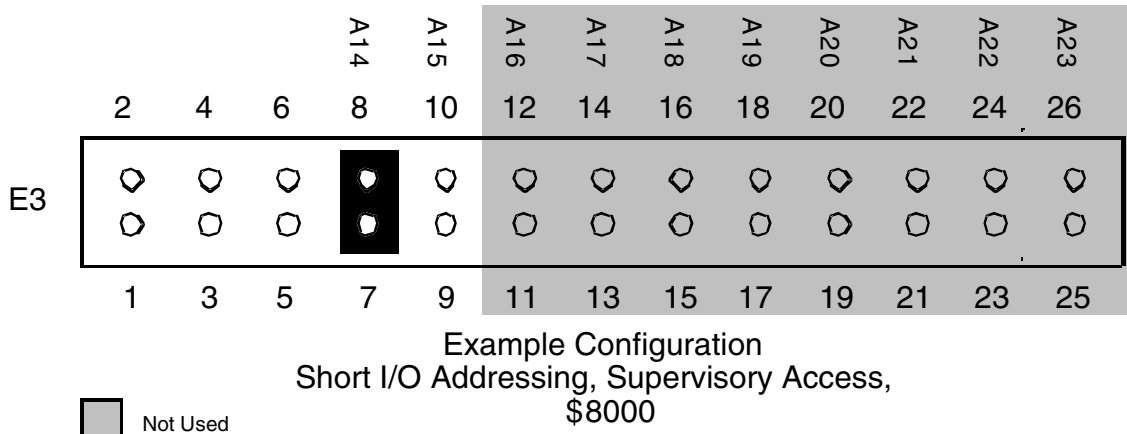 A14 A15 A16 A17 A18 A19 A20 A21 A22 A23
2 4 6 8 10 12 14 16 18 20 22 24 26
E3
1 3 5 7 9 11 13 15 17 19 21 23 25
Example Configuration
Short I/O Addressing, Supervisory Access,
$8000
Not Used